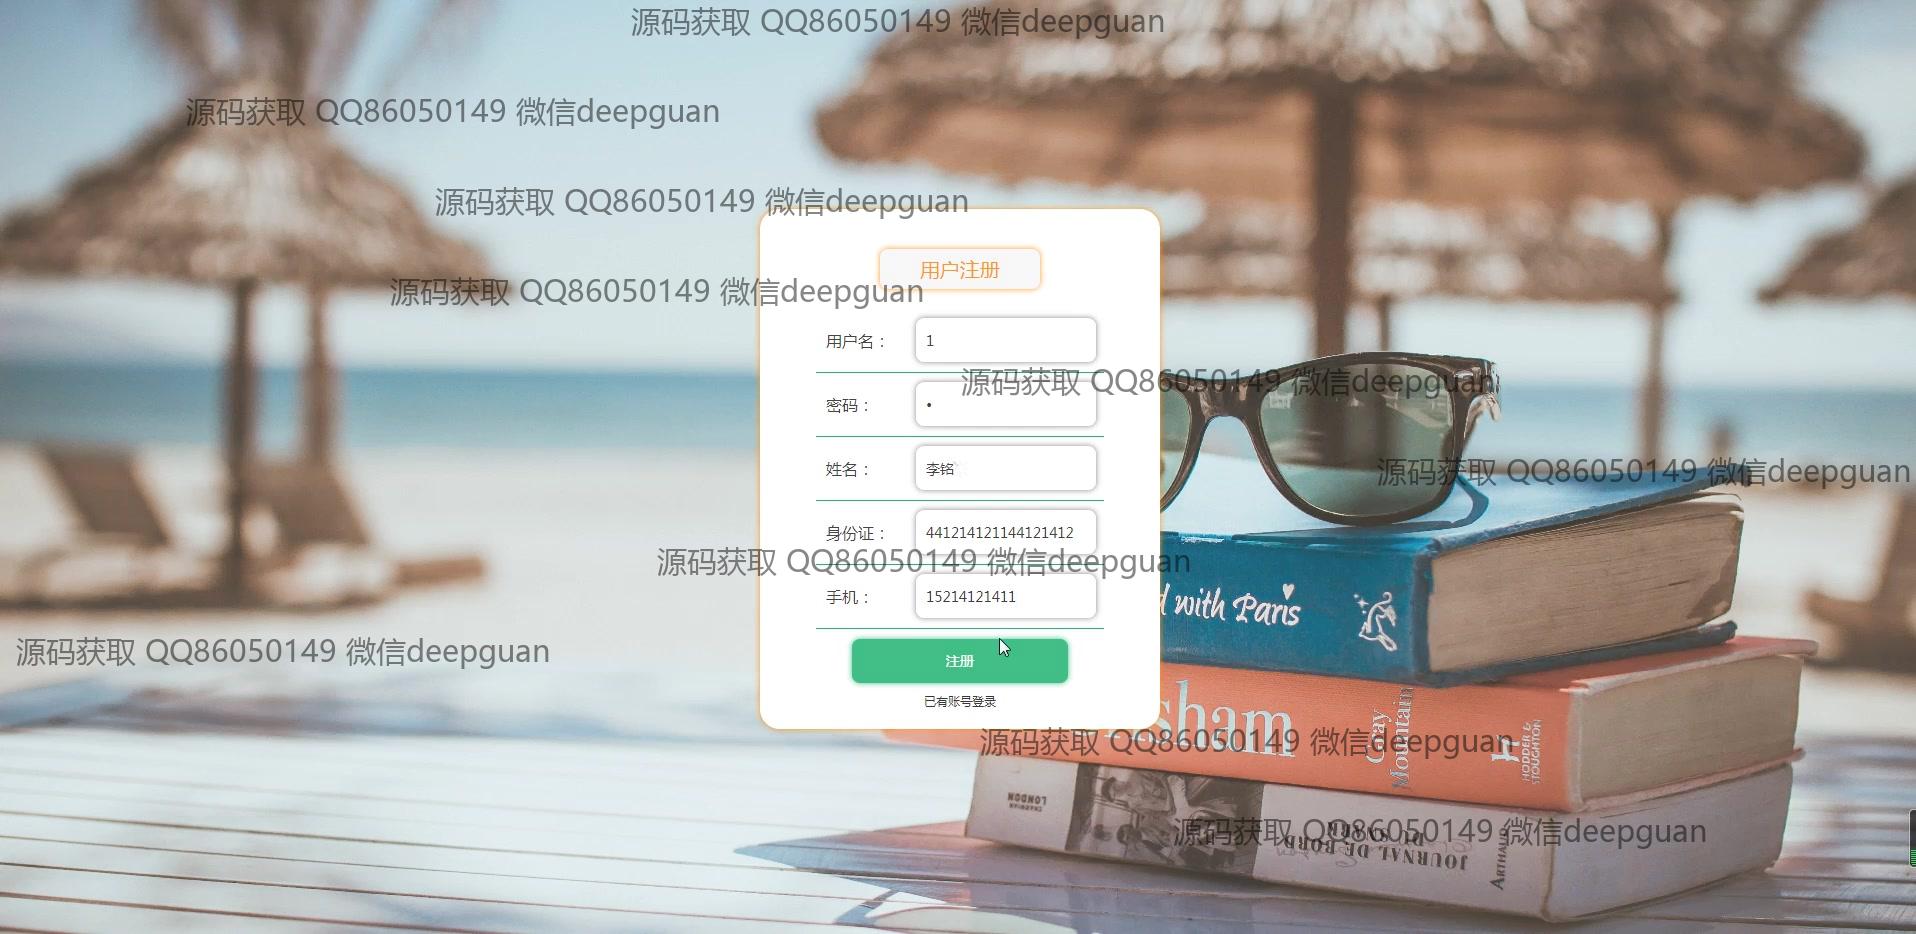 源码获取 QQ86050149 微信deepguan
源码获取 QQ86050149 微信deepguan
源码获取 QQ86050149 微信deepguan
用户注册
源码获取 QQ86050149 微信deepguan
用户名： 1
源码获取 QQ86050149 微信deepguan
密码： •
姓名： 李铭
源码获取 QQ86050149 微信deepguan
身份证： 441214121144121412
源码获取 QQ86050149 微信deepguan
手机： 15214121411
with Paris
源码获取 QQ86050149 微信deepguan
注册
已有账号登录
sham
Gray
Mountain
HODDER &
STOUGHTON
源码获取 QQ86050149 微信deepguan
LONDON
源码获取 QQ86050149 微信deepguan
JOURNAL DE BORD
DU SNARK
ARTHAUD